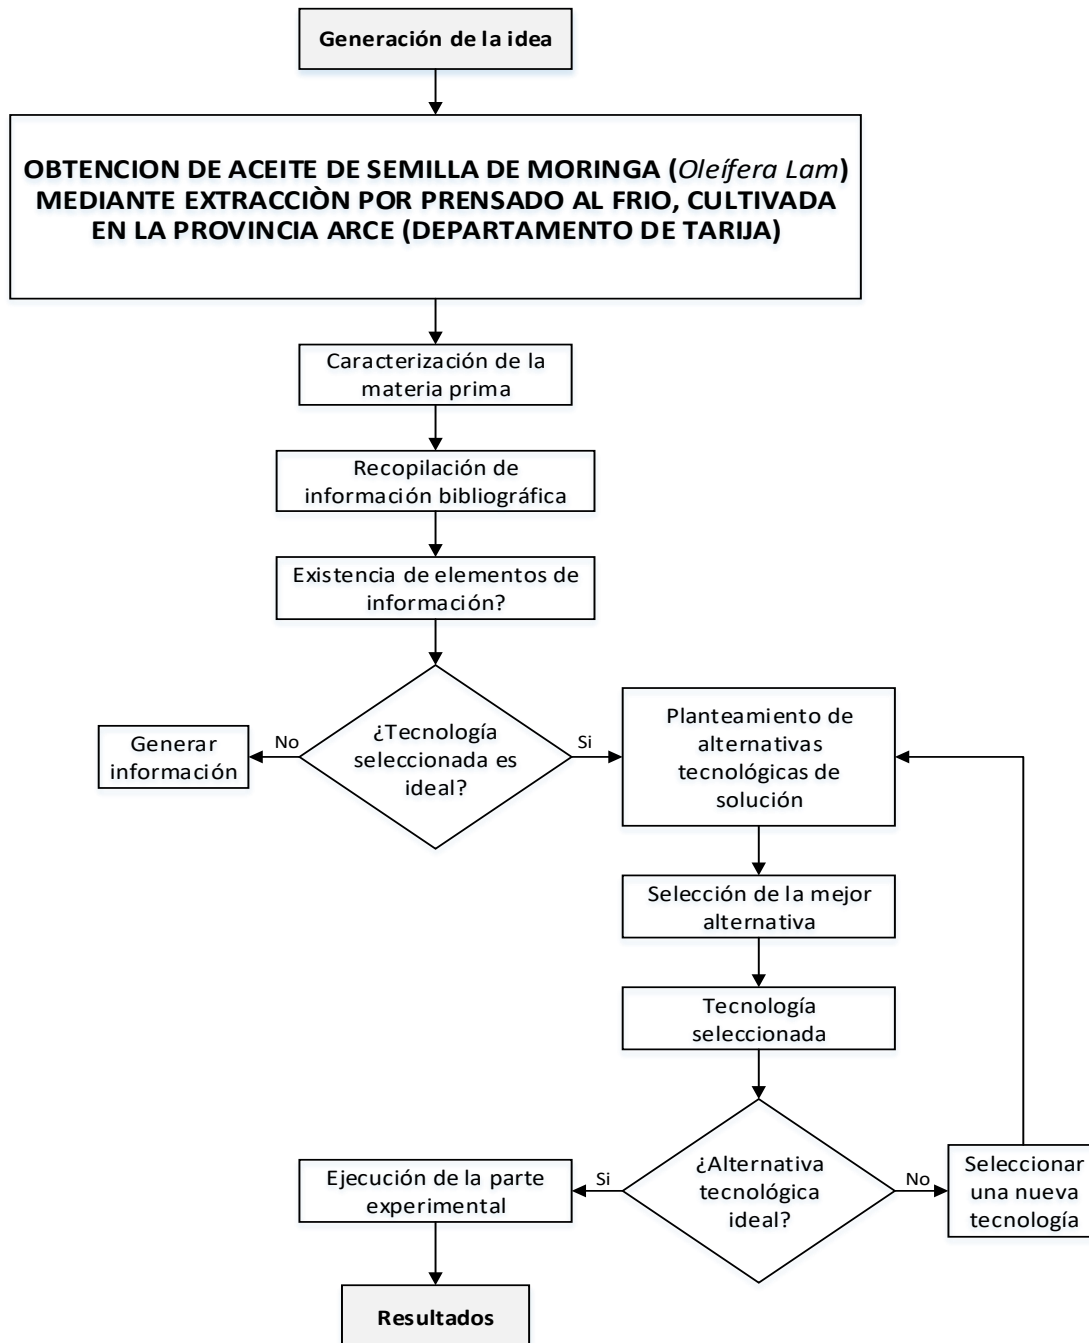 Generación de la idea
OBTENCION DE ACEITE DE SEMILLA DE MORINGA (Oleífera Lam)
MEDIANTE EXTRACCIÒN POR PRENSADO AL FRIO, CULTIVADA
EN LA PROVINCIA ARCE (DEPARTAMENTO DE TARIJA)
Caracterización de la
materia prima
Recopilación de
información bibliográfica
Existencia de elementos de
información?
¿Tecnología
seleccionada es
ideal?
No
Generar
información
Si
Planteamiento de
alternativas
tecnológicas de
solución
Selección de la mejor
alternativa
Tecnología
seleccionada
¿Alternativa
tecnológica
ideal?
No
Seleccionar
una nueva
tecnología
Si
Ejecución de la parte
experimental
Resultados